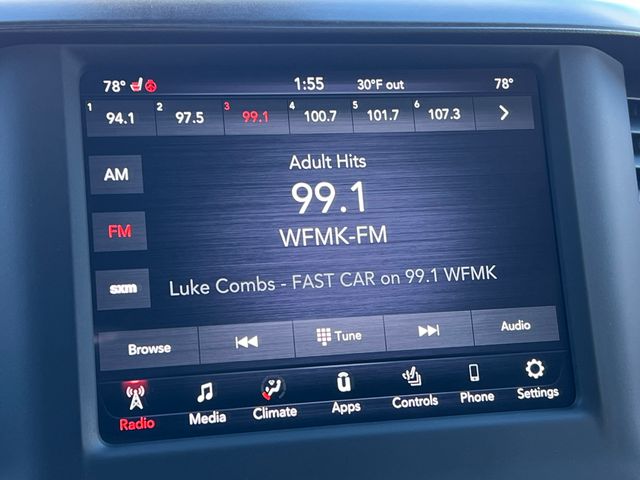 78° 1:55 30°F out 78°
1 94.1 2 97.5 3 99.1 4 100.7 5 101.7 6 107.3
Adult Hits
AM
99.1
FM
WFMK-FM
sxm
Luke Combs - FAST CAR on 99.1 WFMK
Browse Tune Audio
Radio Media Climate Apps Controls Phone Settings